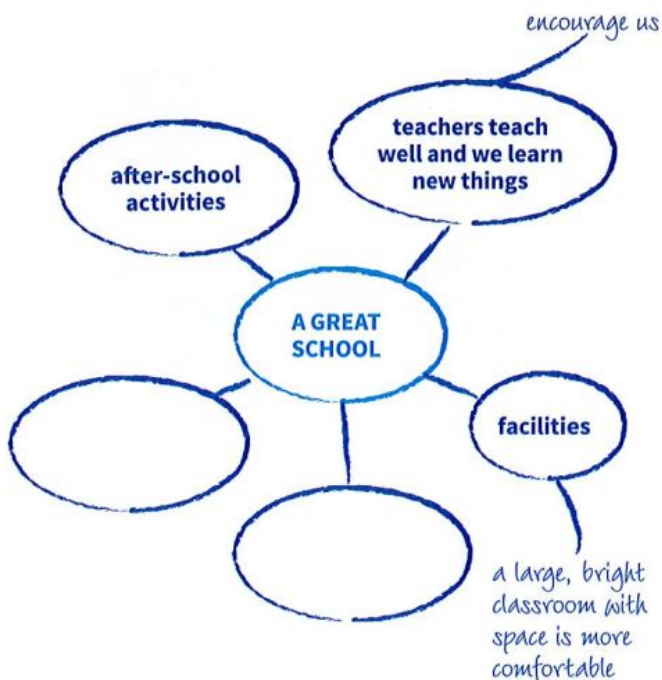 encourage us
teachers teach
well and we learn
new things
after-school
activities
A GREAT
SCHOOL
facilities
a large, bright
classroom with
space is more
comfortable